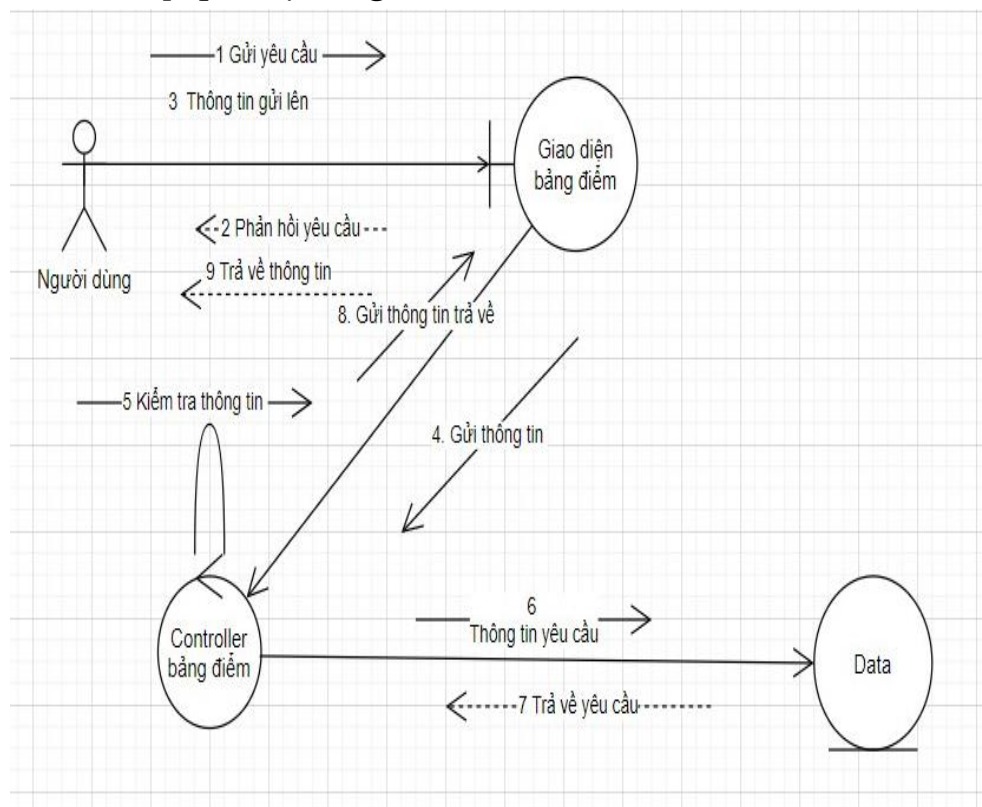 1 Gửi yêu cầu
3 Thông tin gửi lên
Giao diện
bảng điểm
2 Phản hồi yêu cầu
Người dùng
9 Trả về thông tin
8. Gửi thông tin trả về
5 Kiểm tra thông tin
4. Gửi thông tin
6
Thông tin yêu cầu
Controller
bảng điểm
Data
7 Trả về yêu cầu